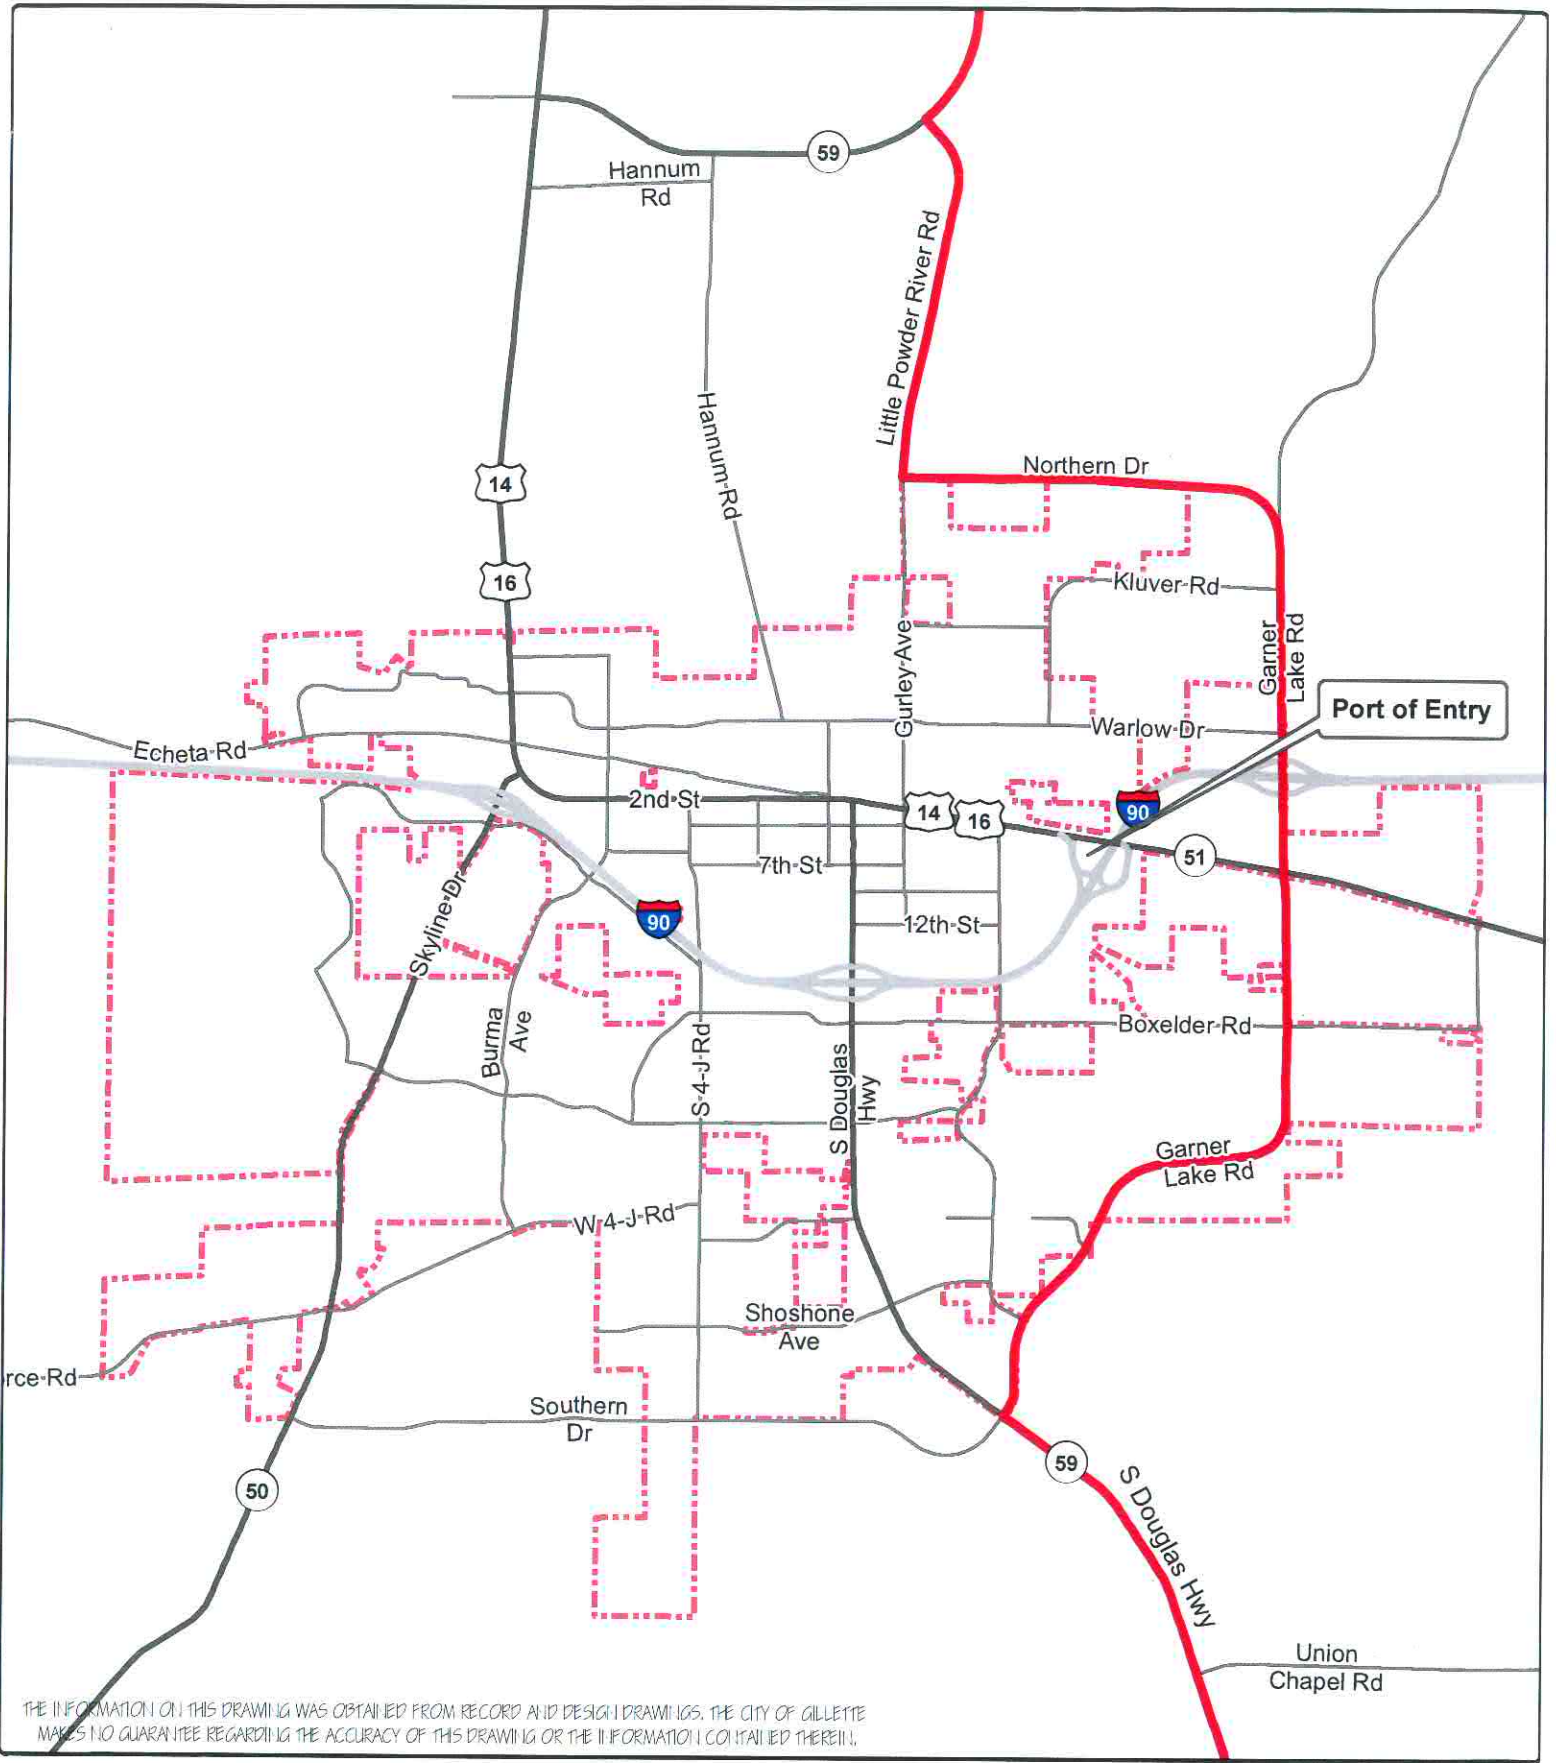 59
Hannum
Rd
Little Powder River Rd
Hannum Rd
14
16
Northern Dr
Kluver Rd
Gurley Ave
Garner
Lake Rd
Port of Entry
Warlow Dr
Echeta Rd
2nd St
14
16
90
51
7th St
12th St
90
Skyline Dr
Burma
Ave
S 4-J Rd
S Douglas
Hwy
Boxelder Rd
Garner
Lake Rd
W 4-J Rd
Shoshone
Ave
rce Rd
Southern
Dr
50
59
S Douglas Hwy
Union
Chapel Rd
THE INFORMATION ON THIS DRAWING WAS OBTAINED FROM RECORD AND DESIGN DRAWINGS. THE CITY OF GILLETTE
MAKES NO GUARANTEE REGARDING THE ACCURACY OF THIS DRAWING OR THE INFORMATION CONTAINED THEREIN.